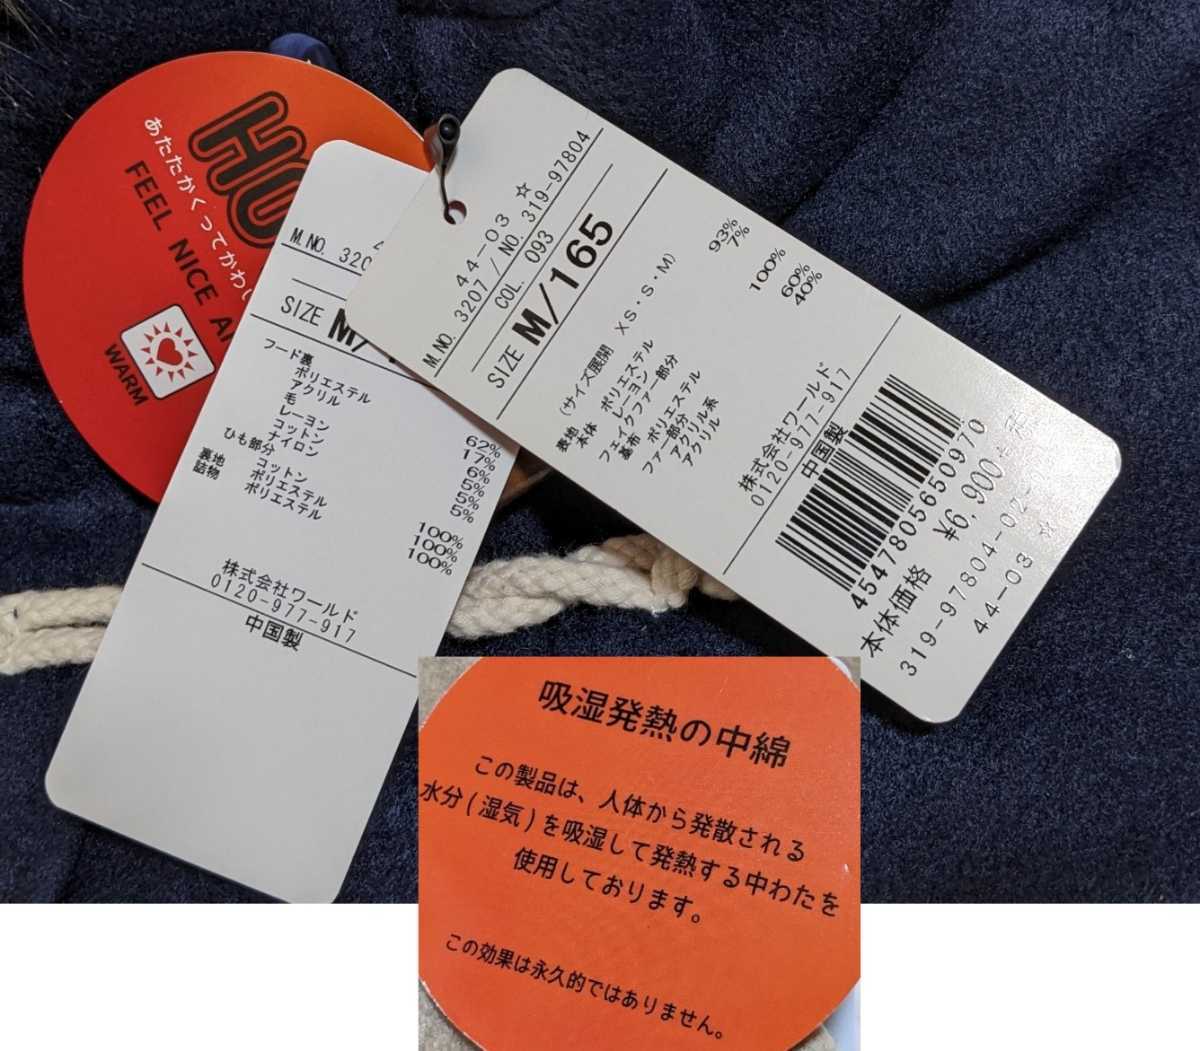 HO
あたたかくってかわい
FEEL NICE A
WARM
M. NO. 320
SIZE M/
フード裏
ポリエステル 62%
アクリル 17%
毛 6%
レーヨン 5%
コットン 5%
ナイロン 5%
ひも部分
コットン 100%
裏地 ポリエステル 100%
詰物 ポリエステル 100%
株式会社ワールド
0120-977-917
中国製
44-03 ☆
M. NO. 3207 / NO. 319-97804
COL. 093
SIZE M/165
(サイズ展開 XS・S・M)
表地
本体 ポリエステル 93%
レーヨン 7%
フェイクファー部分
基布 ポリエステル 100%
ファー部分
アクリル系 60%
アクリル 40%
株式会社ワールド
0120-977-917
中国製
4547805650970
本体価格 ¥6,900
319-97804-02
44-03 ☆
吸湿発熱の中綿
この製品は、人体から発散される
水分(湿気)を吸湿して発熱する中わたを
使用しております。
この効果は永久的ではありません。